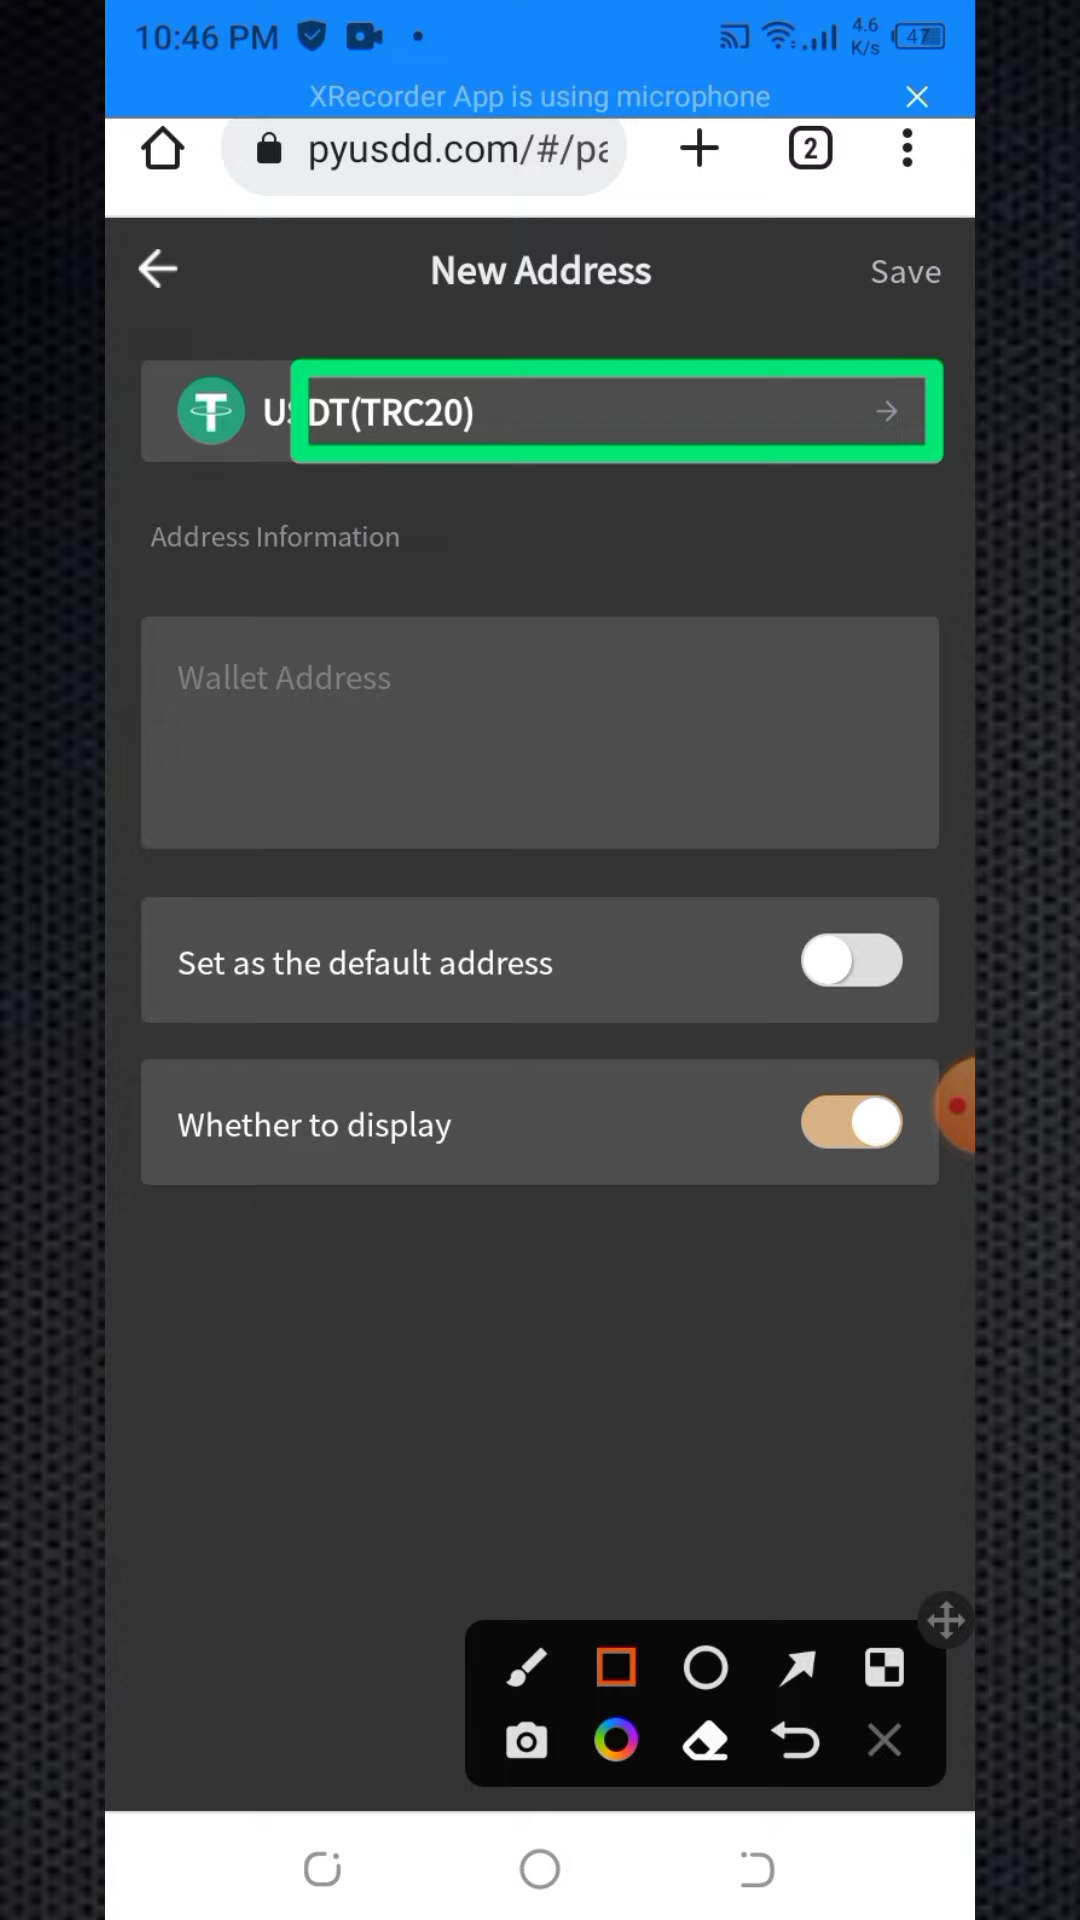 10:46 PM
4.6
K/s
47
XRecorder App is using microphone
pyusdd.com/#/pa
2
New Address
Save
USDT(TRC20)
Address Information
Wallet Address
Set as the default address
Whether to display